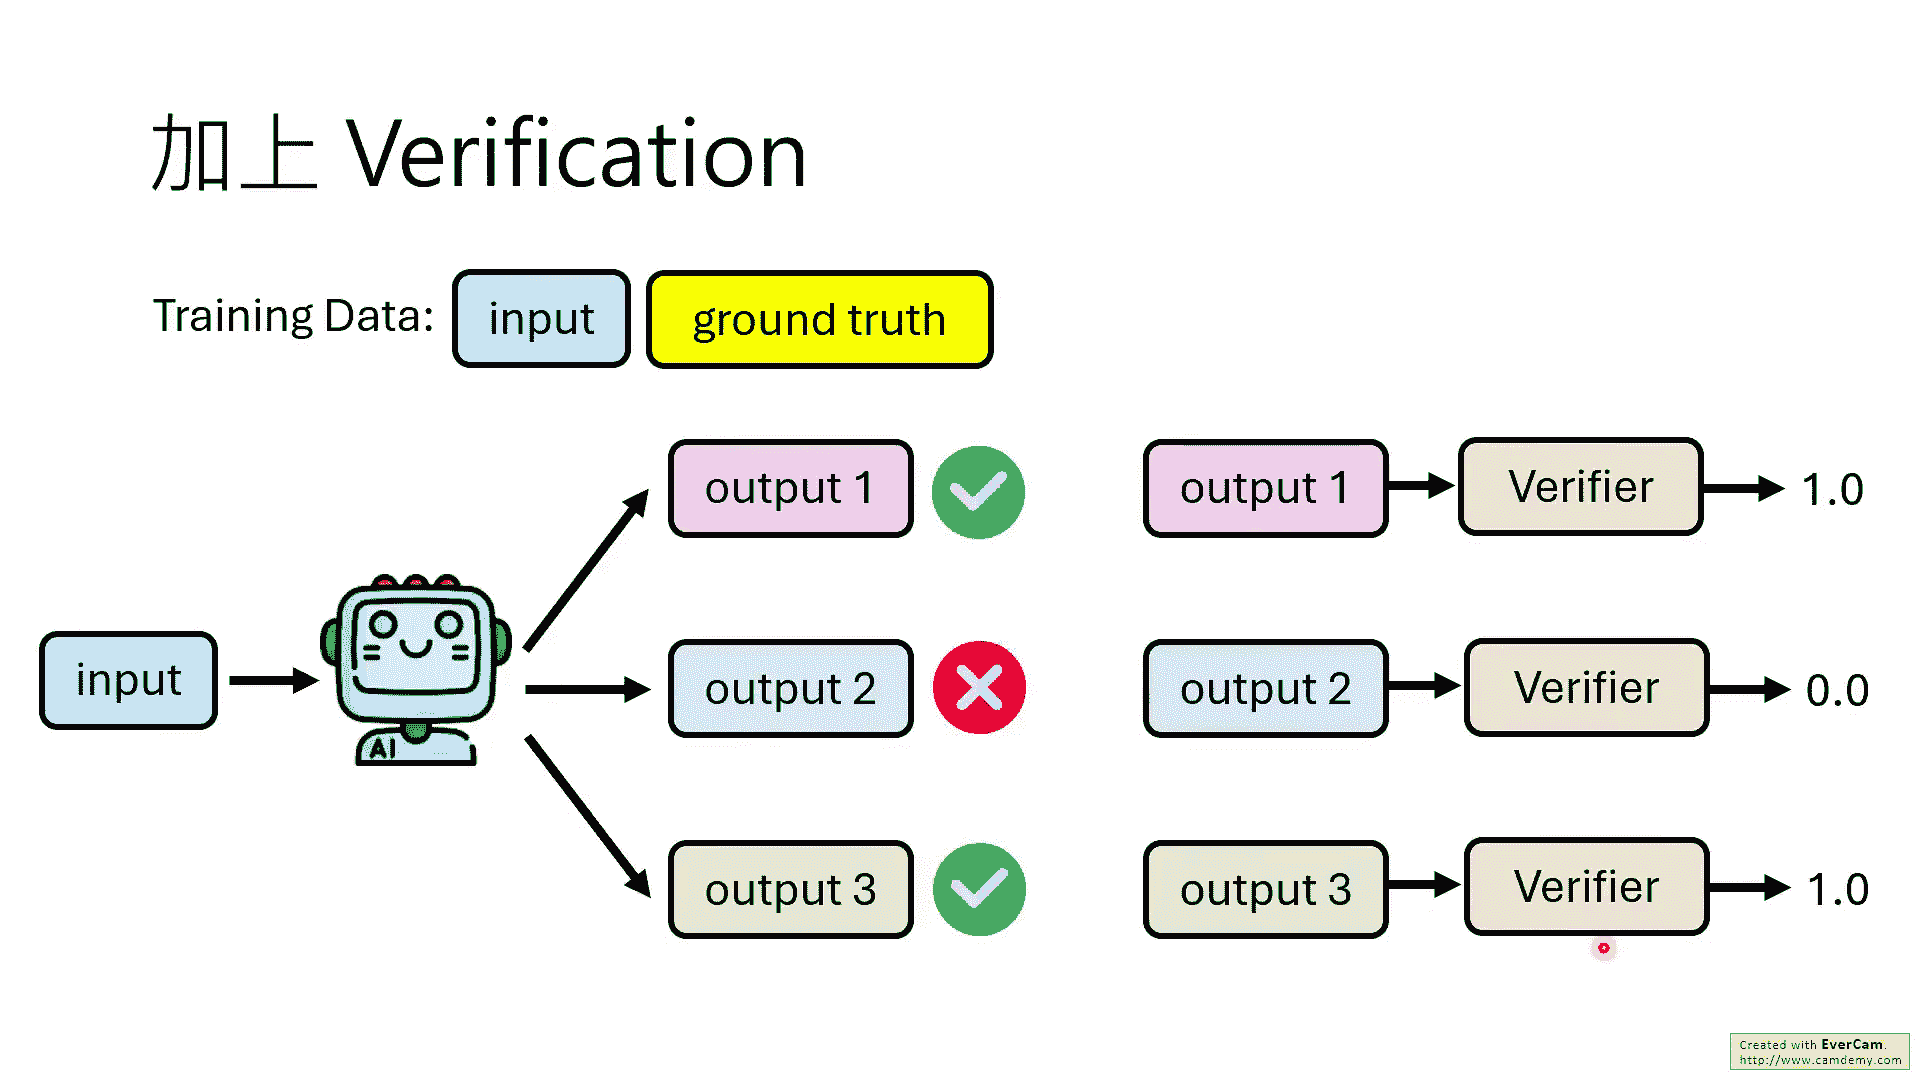 加上 Verification
Training Data: input ground truth
output 1 output 1 Verifier 1.0
input AI output 2 output 2 Verifier 0.0
output 3 output 3 Verifier 1.0
Created with EverCam.
http://www.camdemy.com